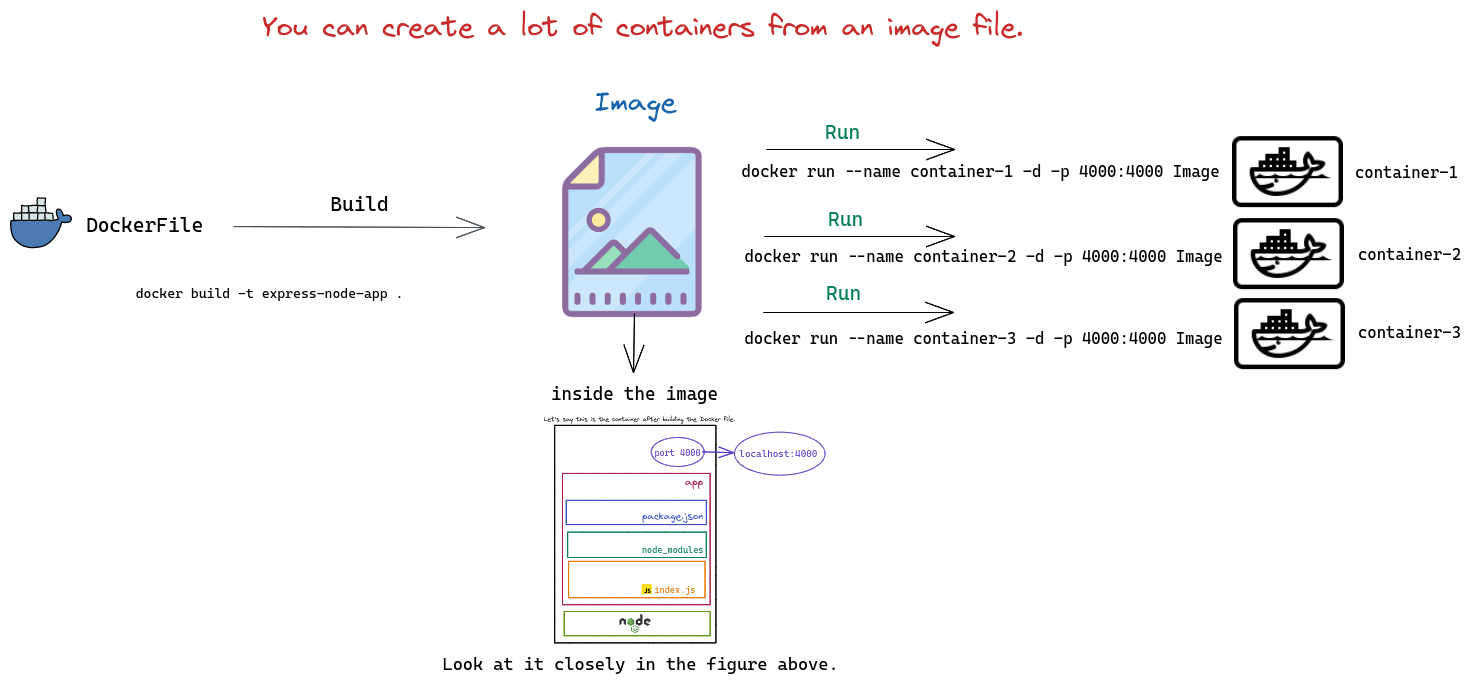 You can create a lot of containers from an image file.
Image
Run
docker run --name container-1 -d -p 4000:4000 Image
container-1
Build
DockerFile
Run
docker run --name container-2 -d -p 4000:4000 Image
container-2
docker build -t express-node-app .
Run
docker run --name container-3 -d -p 4000:4000 Image
container-3
inside the image
Let's say this is the container after building the Docker file.
port 4000
localhost:4000
app
package.json
node_modules
JS index.js
node
JS
Look at it closely in the figure above.